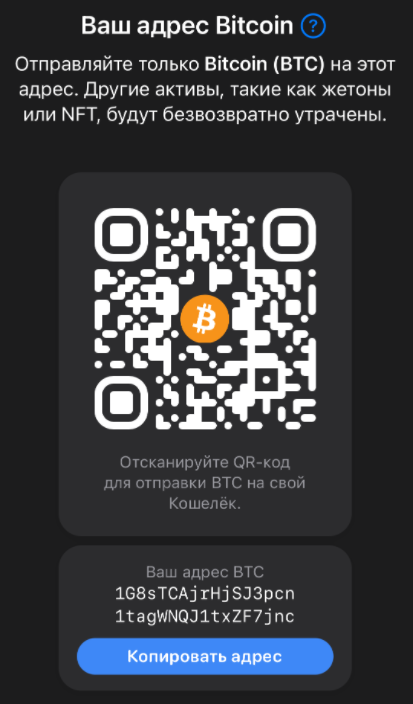 Ваш адрес Bitcoin ?
Отправляйте только Bitcoin (BTC) на этот
адрес. Другие активы, такие как жетоны
или NFT, будут безвозвратно утрачены.
Отсканируйте QR-код
для отправки BTC на свой
Кошелёк.
Ваш адрес BTC
1G8sTCAjrHjSJ3pcn
1tagWNQJ1txZF7jnc
Копировать адрес